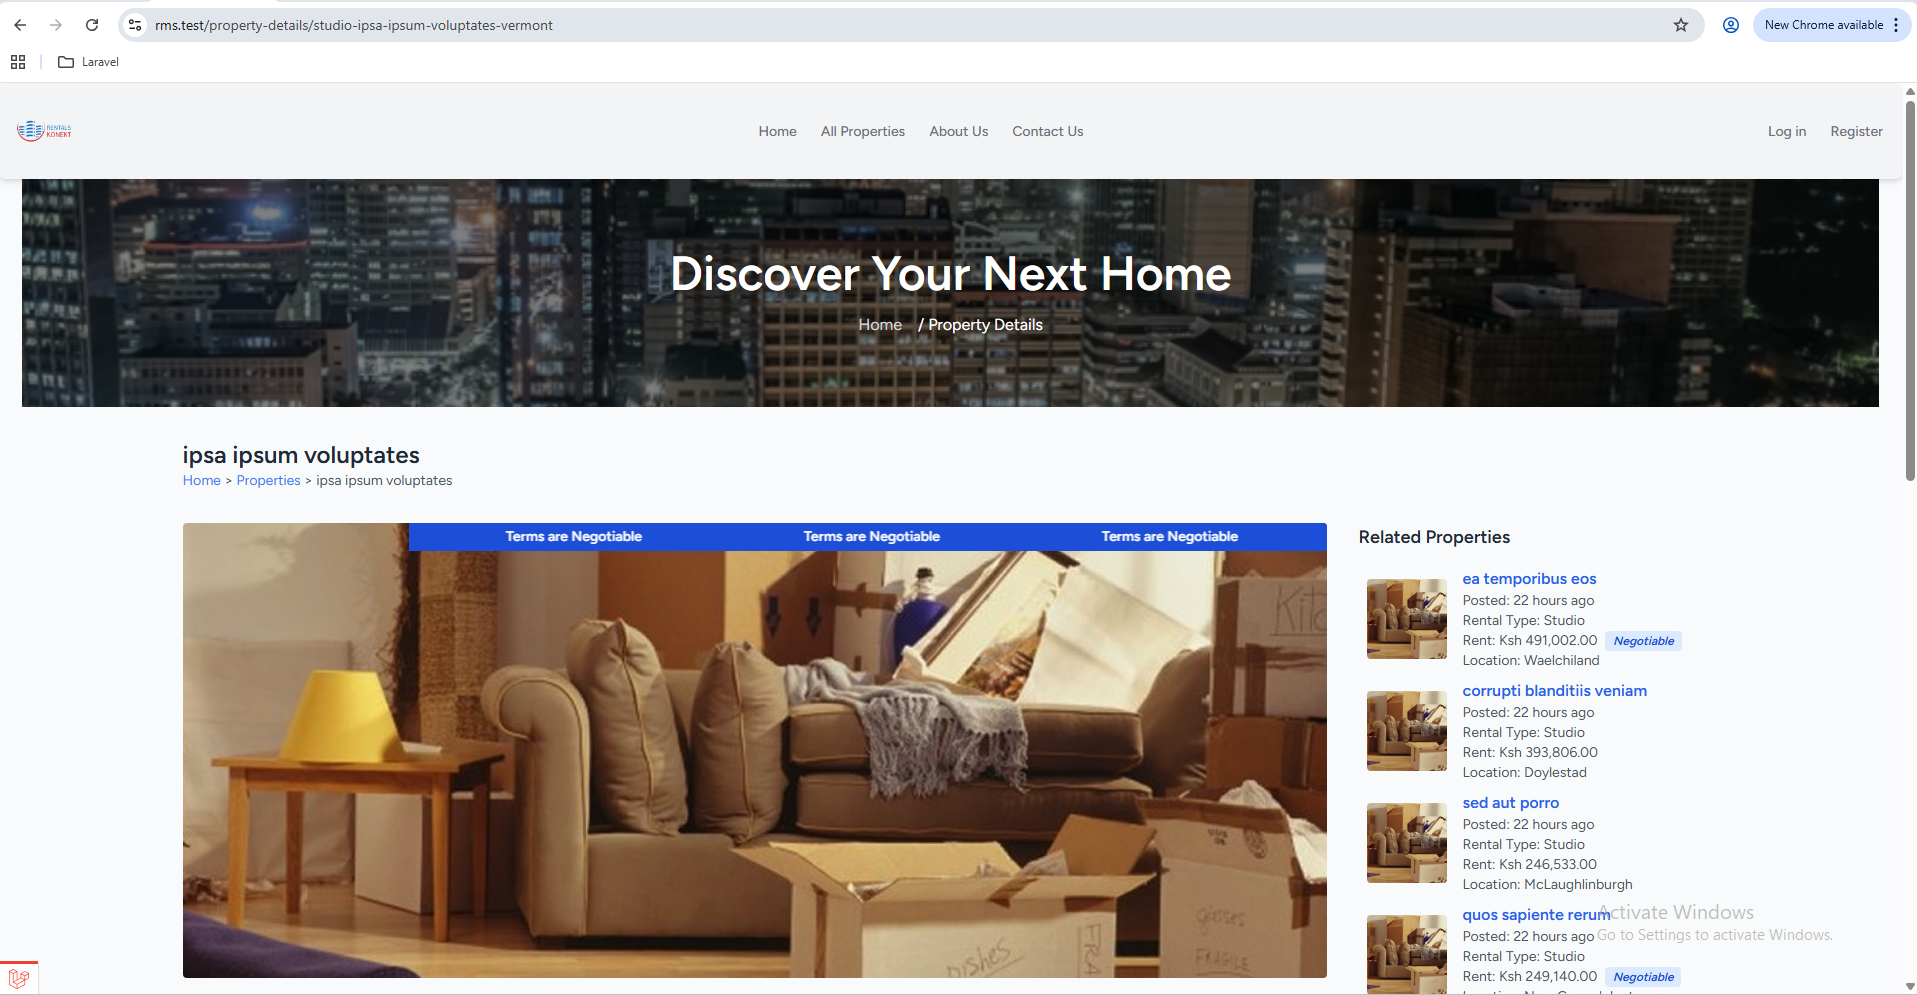 rms.test/property-details/studio-ipsa-ipsum-voluptates-vermont
New Chrome available
Laravel
RENTALS
KONEKT
Home All Properties About Us Contact Us
Log in Register
Discover Your Next Home
Home / Property Details
ipsa ipsum voluptates
Home > Properties > ipsa ipsum voluptates
Terms are Negotiable Terms are Negotiable Terms are Negotiable
dishes
FRA
glasses
FRAGILE
Related Properties
ea temporibus eos
Posted: 22 hours ago
Rental Type: Studio
Rent: Ksh 491,002.00 Negotiable
Location: Waelchiland
corrupti blanditiis veniam
Posted: 22 hours ago
Rental Type: Studio
Rent: Ksh 393,806.00
Location: Doylestad
sed aut porro
Posted: 22 hours ago
Rental Type: Studio
Rent: Ksh 246,533.00
Location: McLaughlinburgh
quos sapiente rerum
Posted: 22 hours ago
Rental Type: Studio
Rent: Ksh 249,140.00 Negotiable
Activate Windows
Go to Settings to activate Windows.